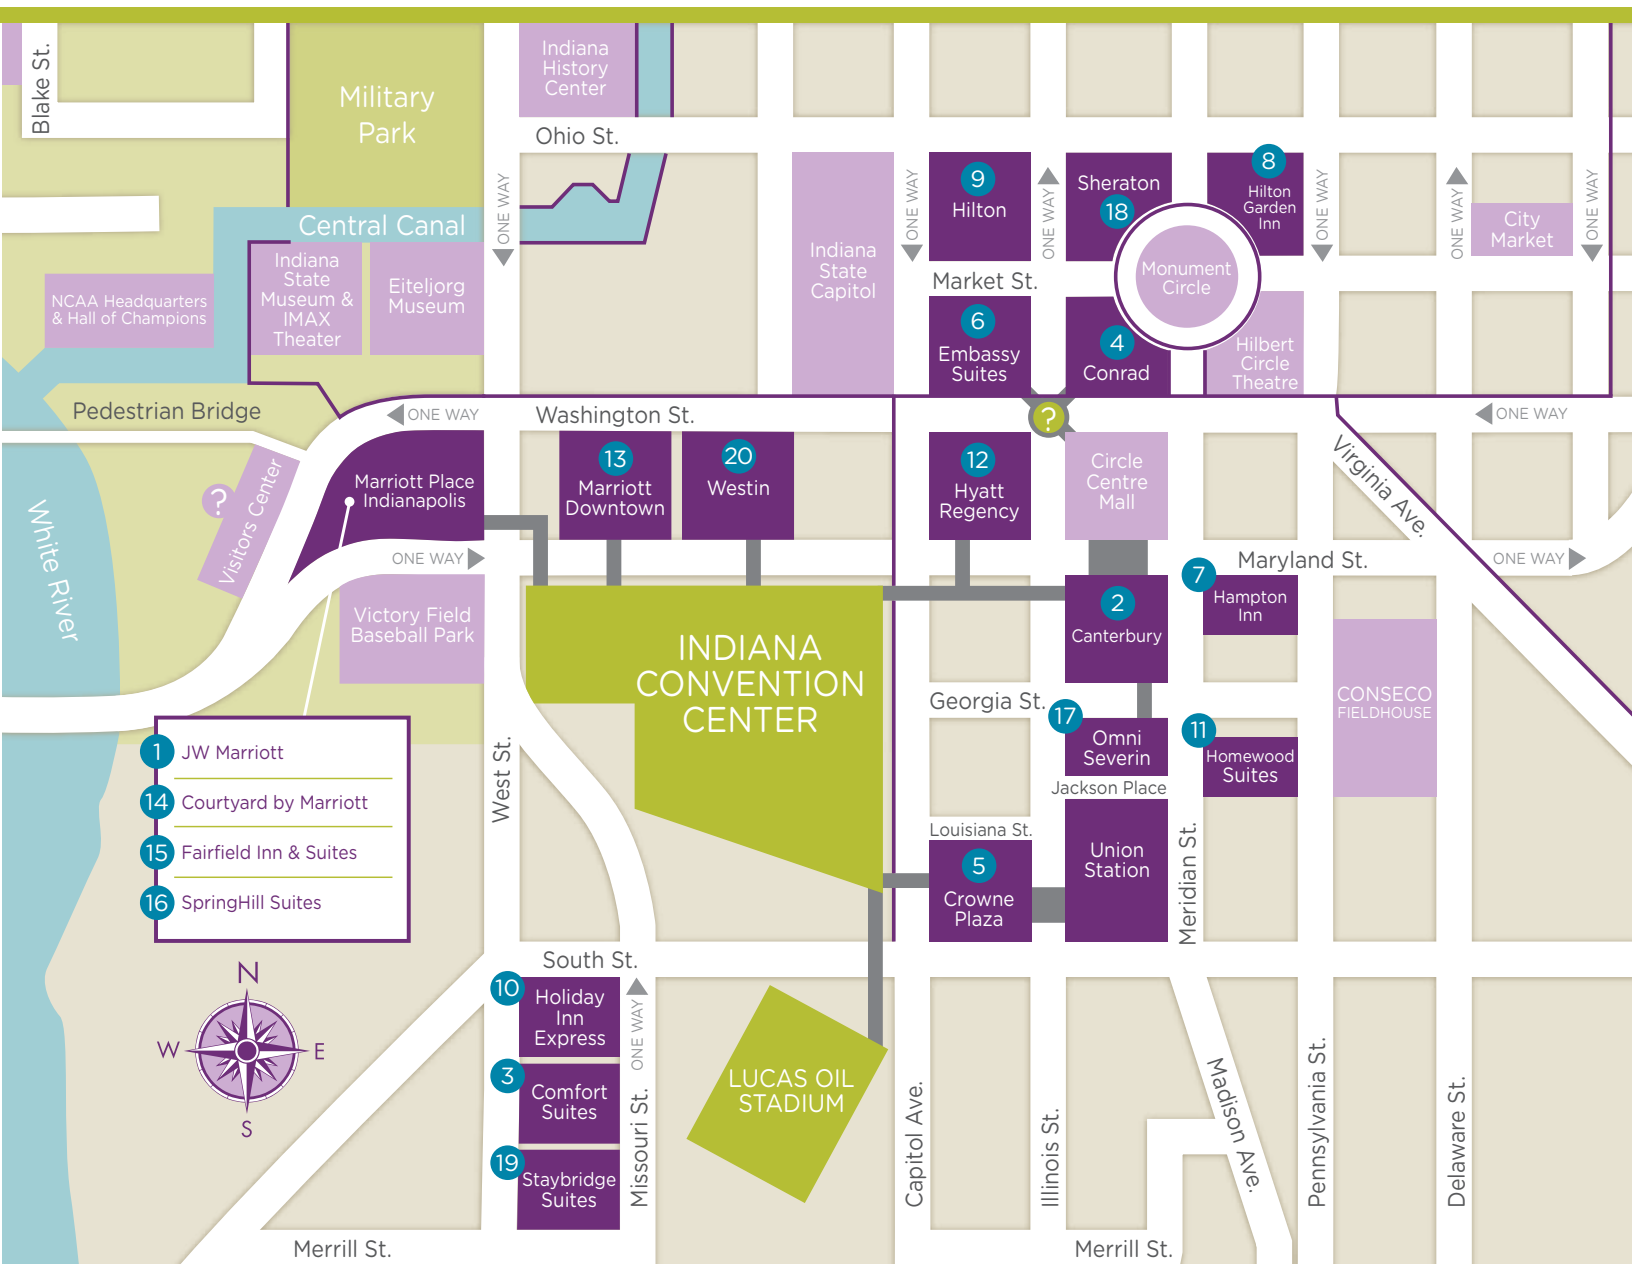 Blake St.
Military
Park
Indiana
History
Center
Ohio St.
ONE WAY
Central Canal
Indiana
State
Museum &
IMAX
Theater
Eiteljorg
Museum
NCAA Headquarters
& Hall of Champions
Indiana
State
Capitol
ONE WAY
9
Hilton
ONE WAY
Sheraton
18
8
Hilton
Garden
Inn
ONE WAY
ONE WAY
City
Market
ONE WAY
Monument
Circle
Market St.
6
Embassy
Suites
4
Conrad
Hilbert
Circle
Theatre
Pedestrian Bridge
ONE WAY
Washington St.
?
ONE WAY
Virginia Ave.
White River
?
Visitors Center
Marriott Place
Indianapolis
13
Marriott
Downtown
20
Westin
12
Hyatt
Regency
Circle
Centre
Mall
ONE WAY
Maryland St.
ONE WAY
Victory Field
Baseball Park
INDIANA
CONVENTION
CENTER
2
Canterbury
7
Hampton
Inn
CONSECO
FIELDHOUSE
Georgia St.
17
Omni
Severin
11
Homewood
Suites
Jackson Place
1 JW Marriott
14 Courtyard by Marriott
15 Fairfield Inn & Suites
16 SpringHill Suites
West St.
Louisiana St.
5
Crowne
Plaza
Union
Station
Meridian St.
South St.
N
W
E
S
10
Holiday
Inn
Express
3
Comfort
Suites
19
Staybridge
Suites
ONE WAY
Missouri St.
LUCAS OIL
STADIUM
Capitol Ave.
Illinois St.
Madison Ave.
Pennsylvania St.
Delaware St.
Merrill St.
Merrill St.